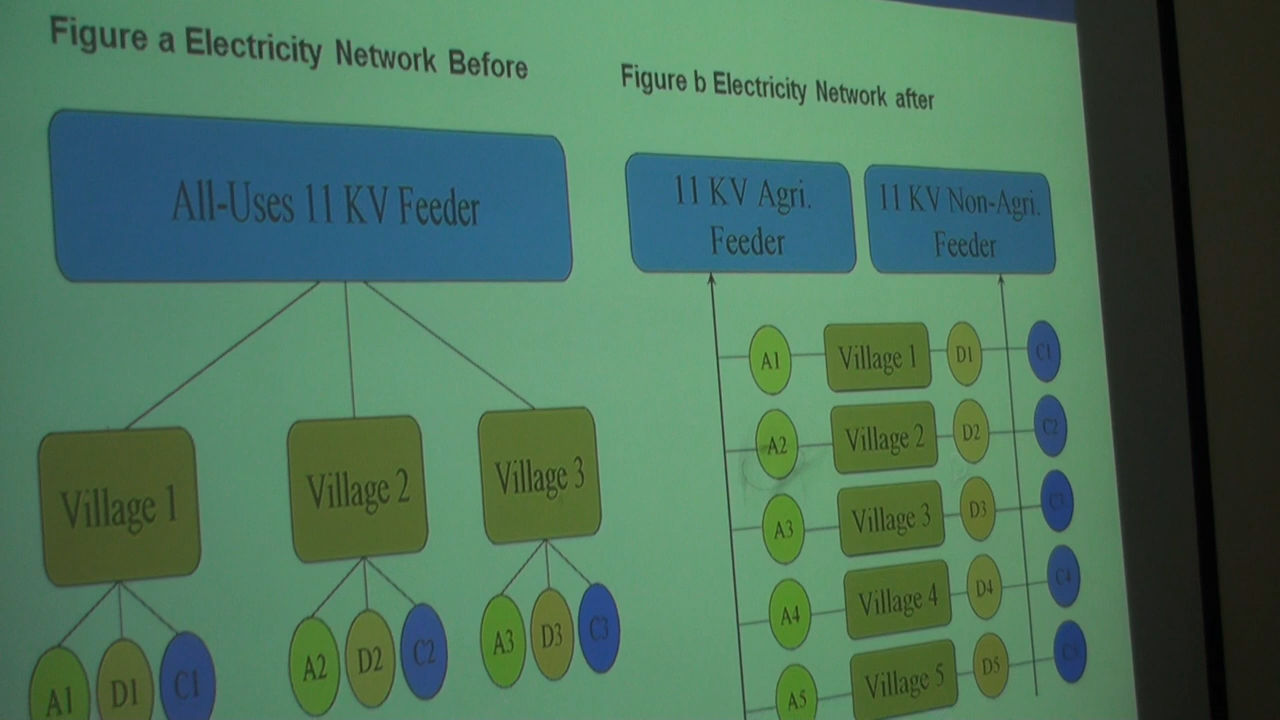 Figure a Electricity Network Before
All-Uses 11 KV Feeder
Village 1
Village 2
Village 3
A1
D1
C1
A2
D2
C2
A3
D3
C3
Figure b Electricity Network after
11 KV Agri.
Feeder
11 KV Non-Agri.
Feeder
A1
Village 1
D1
C1
A2
Village 2
D2
C2
A3
Village 3
D3
C3
A4
Village 4
D4
C4
A5
Village 5
D5
C5